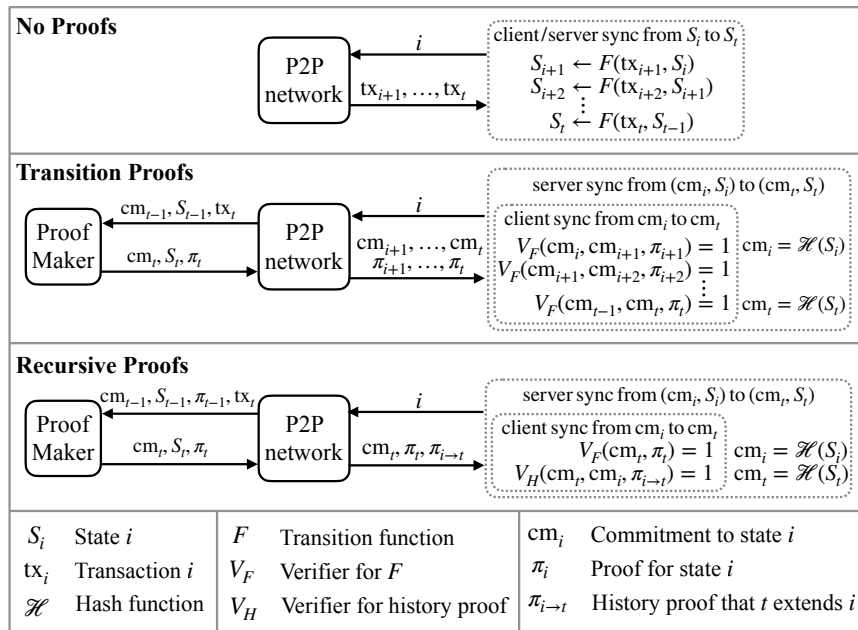 No Proofs
P2P
network
i
tx_{i+1}, …, tx_t
client/server sync from S_i to S_t
S_{i+1} ← F(tx_{i+1}, S_i)
S_{i+2} ← F(tx_{i+2}, S_{i+1})
⋮
S_t ← F(tx_t, S_{t−1})
Transition Proofs
Proof
Maker
cm_{t−1}, S_{t−1}, tx_t
cm_t, S_t, π_t
P2P
network
i
cm_{i+1}, …, cm_t
π_{i+1}, …, π_t
server sync from (cm_i, S_i) to (cm_t, S_t)
client sync from cm_i to cm_t
V_F(cm_i, cm_{i+1}, π_{i+1}) = 1 cm_i = ℋ(S_i)
V_F(cm_{i+1}, cm_{i+2}, π_{i+2}) = 1
⋮
V_F(cm_{t−1}, cm_t, π_t) = 1 cm_t = ℋ(S_t)
Recursive Proofs
Proof
Maker
cm_{t−1}, S_{t−1}, π_{t−1}, tx_t
cm_t, S_t, π_t
P2P
network
i
cm_t, π_t, π_{i→t}
server sync from (cm_i, S_i) to (cm_t, S_t)
client sync from cm_i to cm_t
V_F(cm_t, π_t) = 1 cm_i = ℋ(S_i)
V_H(cm_t, cm_i, π_{i→t}) = 1 cm_t = ℋ(S_t)
S_i State i
tx_i Transaction i
ℋ Hash function
F Transition function
V_F Verifier for F
V_H Verifier for history proof
cm_i Commitment to state i
π_i Proof for state i
π_{i→t} History proof that t extends i